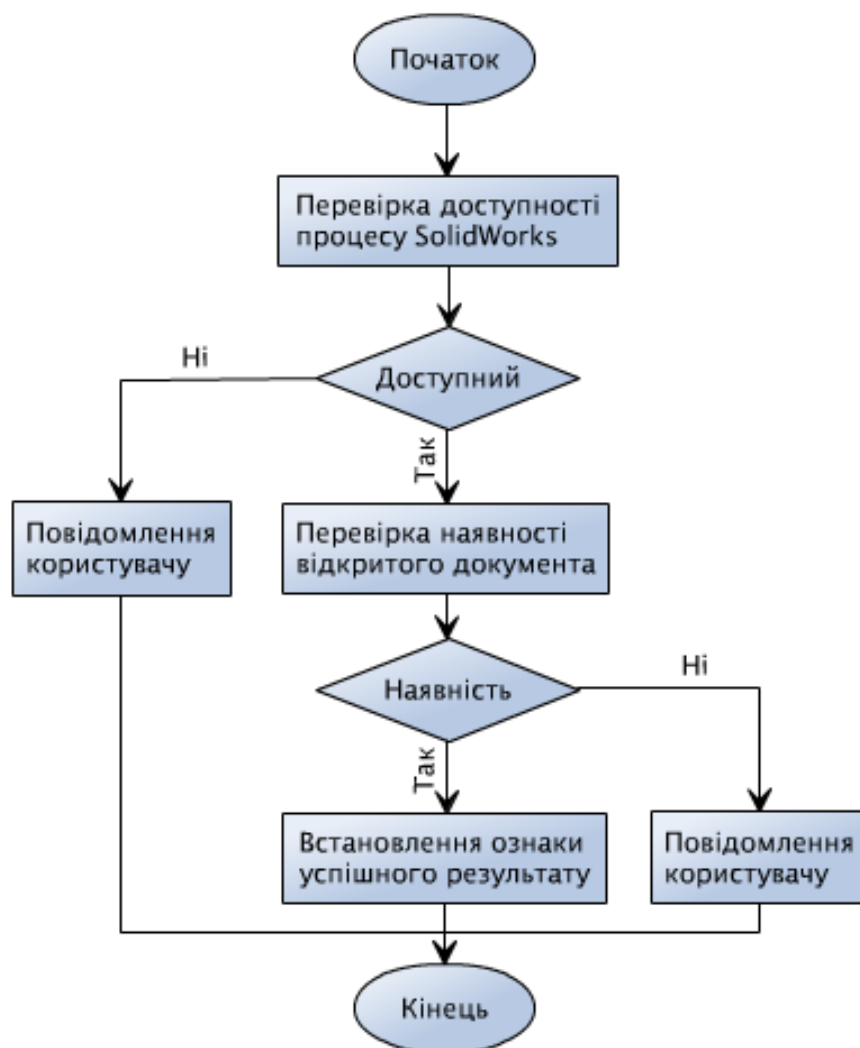 Початок
Перевірка доступності
процесу SolidWorks
Ні
Доступний
Так
Повідомлення
користувачу
Перевірка наявності
відкритого документа
Ні
Наявність
Так
Встановлення ознаки
успішного результату
Повідомлення
користувачу
Кінець